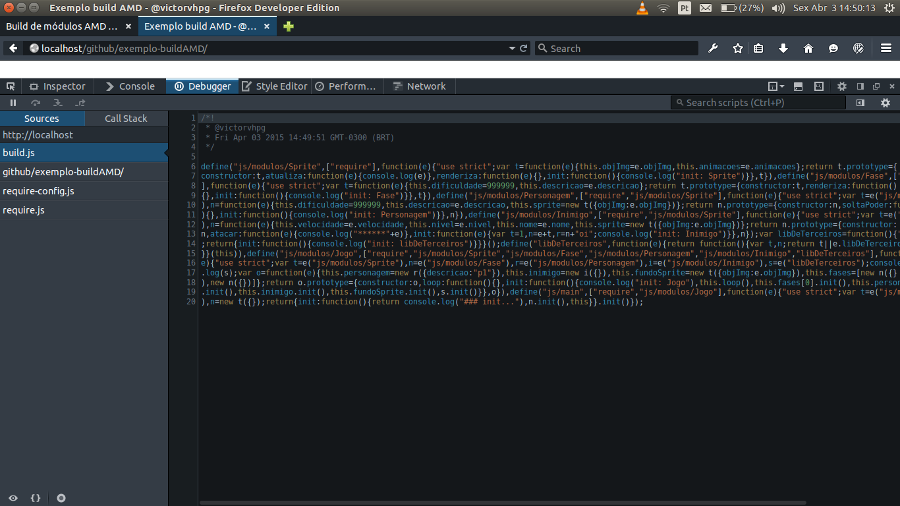 Exemplo build AMD - @victorvhpg - Firefox Developer Edition
Pt
(27%)
Sex Abr 3 14:50:13
Build de módulos AMD ...
Exemplo build AMD - @...
localhost/github/exemplo-buildAMD/
Search
Inspector
Console
Debugger
Style Editor
Perform...
Network
Search scripts (Ctrl+P)
Sources
Call Stack
http://localhost
build.js
github/exemplo-buildAMD/
require-config.js
require.js
1 /*!
2 * @victorvhpg
3 * Fri Apr 03 2015 14:49:51 GMT-0300 (BRT)
4 */
5
6 define("js/modulos/Sprite",["require"],function(e){"use strict";var t=function(e){this.objImg=e.objImg,this.animacoes=e.animacoes};return t.prototype={
7 constructor:t,atualiza:function(e){console.log(e)},renderiza:function(e){},init:function(){console.log("init: Sprite")}},t}),define("js/modulos/Fase",["
8 ],function(e){"use strict";var t=function(e){this.dificuldade=999999,this.descricao=e.descricao};return t.prototype={constructor:t,renderiza:function()
9 {},init:function(){console.log("init: Fase")}},t}),define("js/modulos/Personagem",["require","js/modulos/Sprite"],function(e){"use strict";var t=e("js/mo
10 ),n=function(e){this.dificuldade=999999,this.descricao=e.descricao,this.sprite=new t({objImg:e.objImg})};return n.prototype={constructor:n,soltaPoder:fu
11 (){},init:function(){console.log("init: Personagem")}},n}),define("js/modulos/Inimigo",["require","js/modulos/Sprite"],function(e){"use strict";var t=e("
12 ),n=function(e){this.velocidade=e.velocidade,this.nivel=e.nivel,this.nome=e.nome,this.sprite=new t({objImg:e.objImg})};return n.prototype={constructor:
13 n,atacar:function(e){console.log("******"+e)},init:function(e){var t=1,n=e+t,r=n+"oi";console.log("init: Inimigo")}},n});var libDeTerceiros=function(){"
14 ;return{init:function(){console.log("init: libDeTerceiros")}}}();define("libDeTerceiros",function(e){return function(){var t,n;return t||e.libDeTerceir
15 }}(this)),define("js/modulos/Jogo",["require","js/modulos/Sprite","js/modulos/Fase","js/modulos/Personagem","js/modulos/Inimigo","libDeTerceiros"],funct
16 e){"use strict";var t=e("js/modulos/Sprite"),n=e("js/modulos/Fase"),r=e("js/modulos/Personagem"),i=e("js/modulos/Inimigo"),s=e("libDeTerceiros");consol
17 .log(s);var o=function(e){this.personagem=new r({descricao:"p1"}),this.inimigo=new i({}),this.fundoSprite=new t({objImg:e.objImg}),this.fases=[new n({}
18 ),new n({})]};return o.prototype={constructor:o,loop:function(){},init:function(){console.log("init: Jogo"),this.loop(),this.fases[0].init(),this.person
19 .init(),this.inimigo.init(),this.fundoSprite.init(),s.init()}},o}),define("js/main",["require","js/modulos/Jogo"],function(e){"use strict";var t=e("js/m
20 ),n=new t({});return{init:function(){return console.log("### init..."),n.init(),this}}.init()});